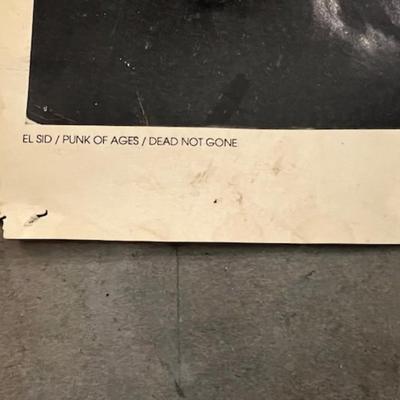 EL SID / PUNK OF AGES / DEAD NOT GONE